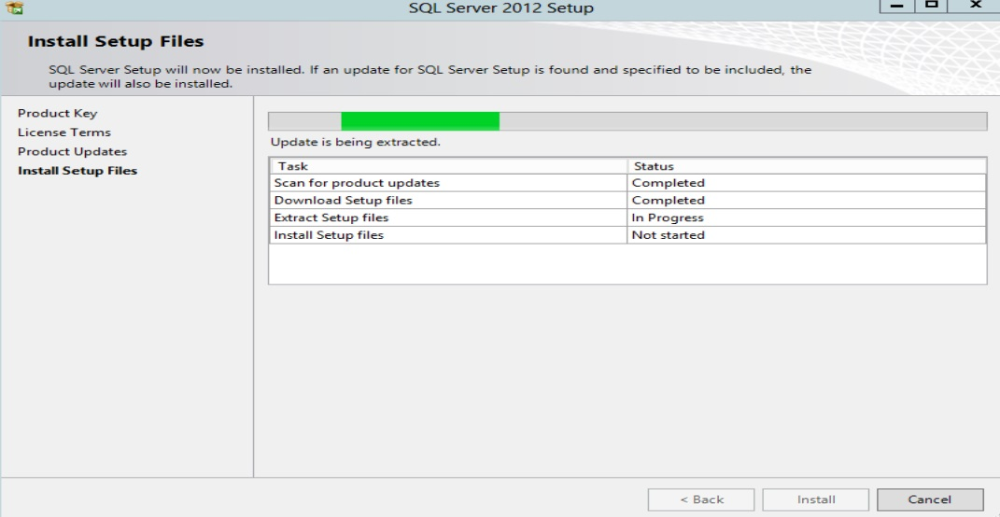 SQL Server 2012 Setup
Install Setup Files
SQL Server Setup will now be installed. If an update for SQL Server Setup is found and specified to be included, the
update will also be installed.
Product Key
License Terms
Product Updates
Install Setup Files
Update is being extracted.
Task Status
Scan for product updates Completed
Download Setup files Completed
Extract Setup files In Progress
Install Setup files Not started
< Back Install Cancel